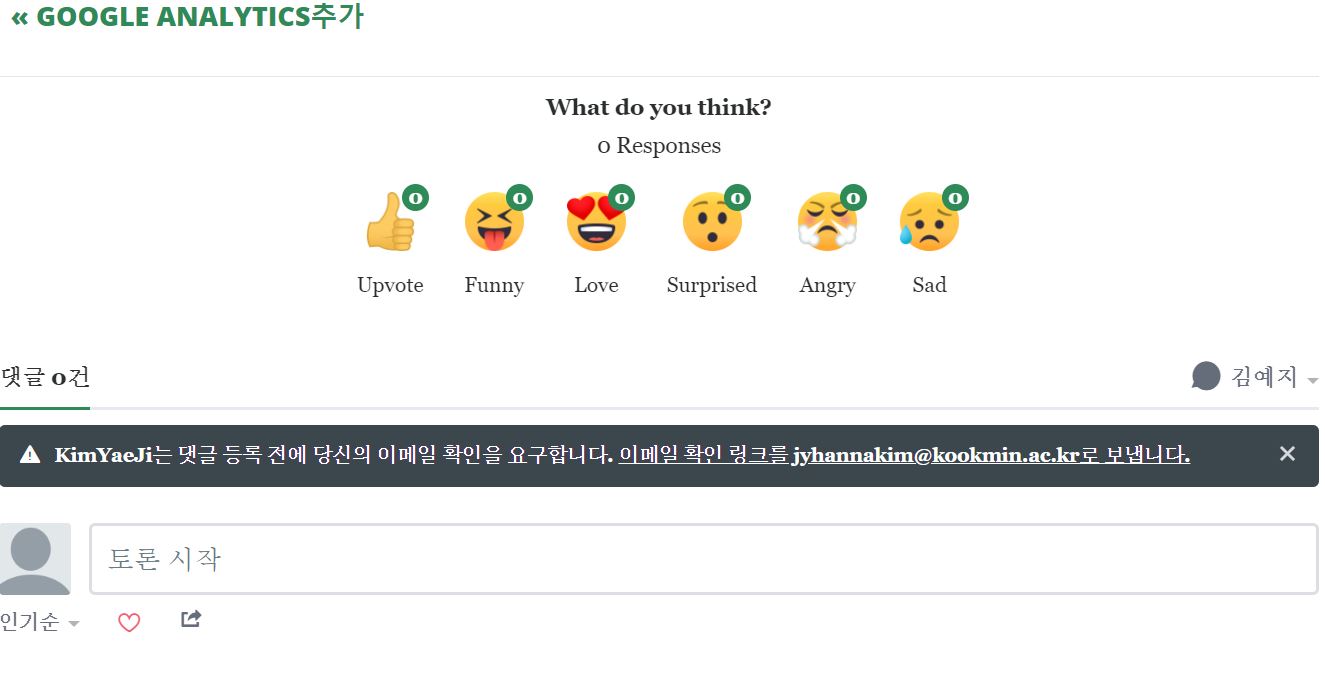 « GOOGLE ANALYTICS추가
What do you think?
0 Responses
0 0 0 0 0 0
Upvote Funny Love Surprised Angry Sad
댓글 0건 김예지
KimYaeJi는 댓글 등록 전에 당신의 이메일 확인을 요구합니다. 이메일 확인 링크를 jyhannakim@kookmin.ac.kr로 보냅니다.
토론 시작
인기순